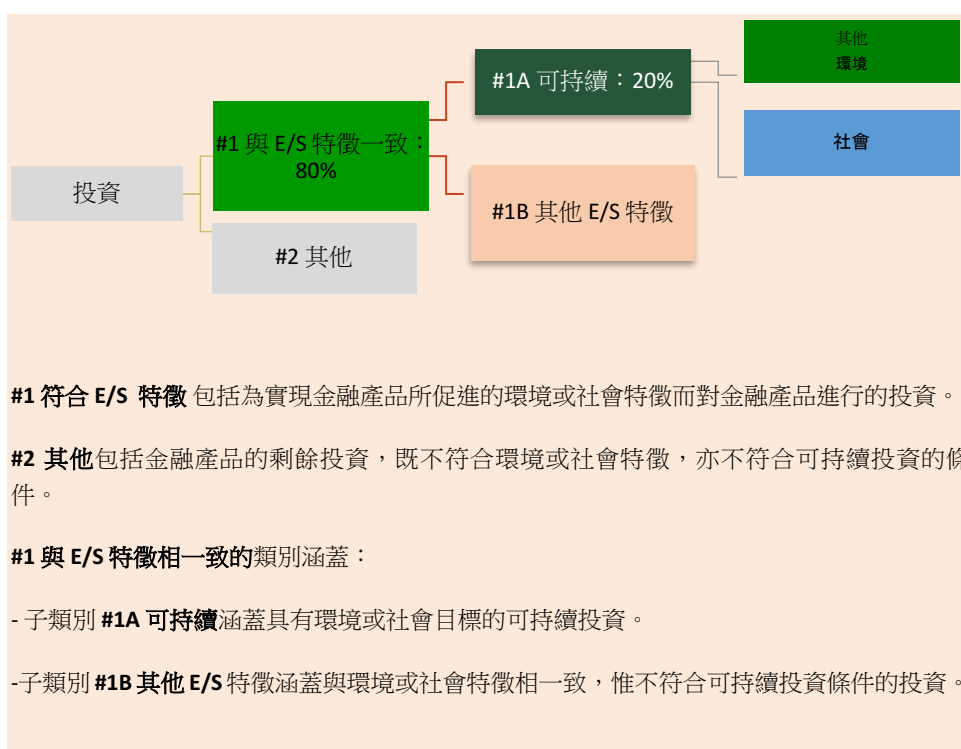 其他
環境
#1A 可持續：20%
社會
#1 與 E/S 特徵一致：
80%
投資
#1B 其他 E/S 特徵
#2 其他
#1 符合 E/S 特徵 包括為實現金融產品所促進的環境或社會特徵而對金融產品進行的投資。
#2 其他包括金融產品的剩餘投資，既不符合環境或社會特徵，亦不符合可持續投資的條
件。
#1 與 E/S 特徵相一致的類別涵蓋：
- 子類別 #1A 可持續涵蓋具有環境或社會目標的可持續投資。
-子類別 #1B 其他 E/S 特徵涵蓋與環境或社會特徵相一致，惟不符合可持續投資條件的投資。